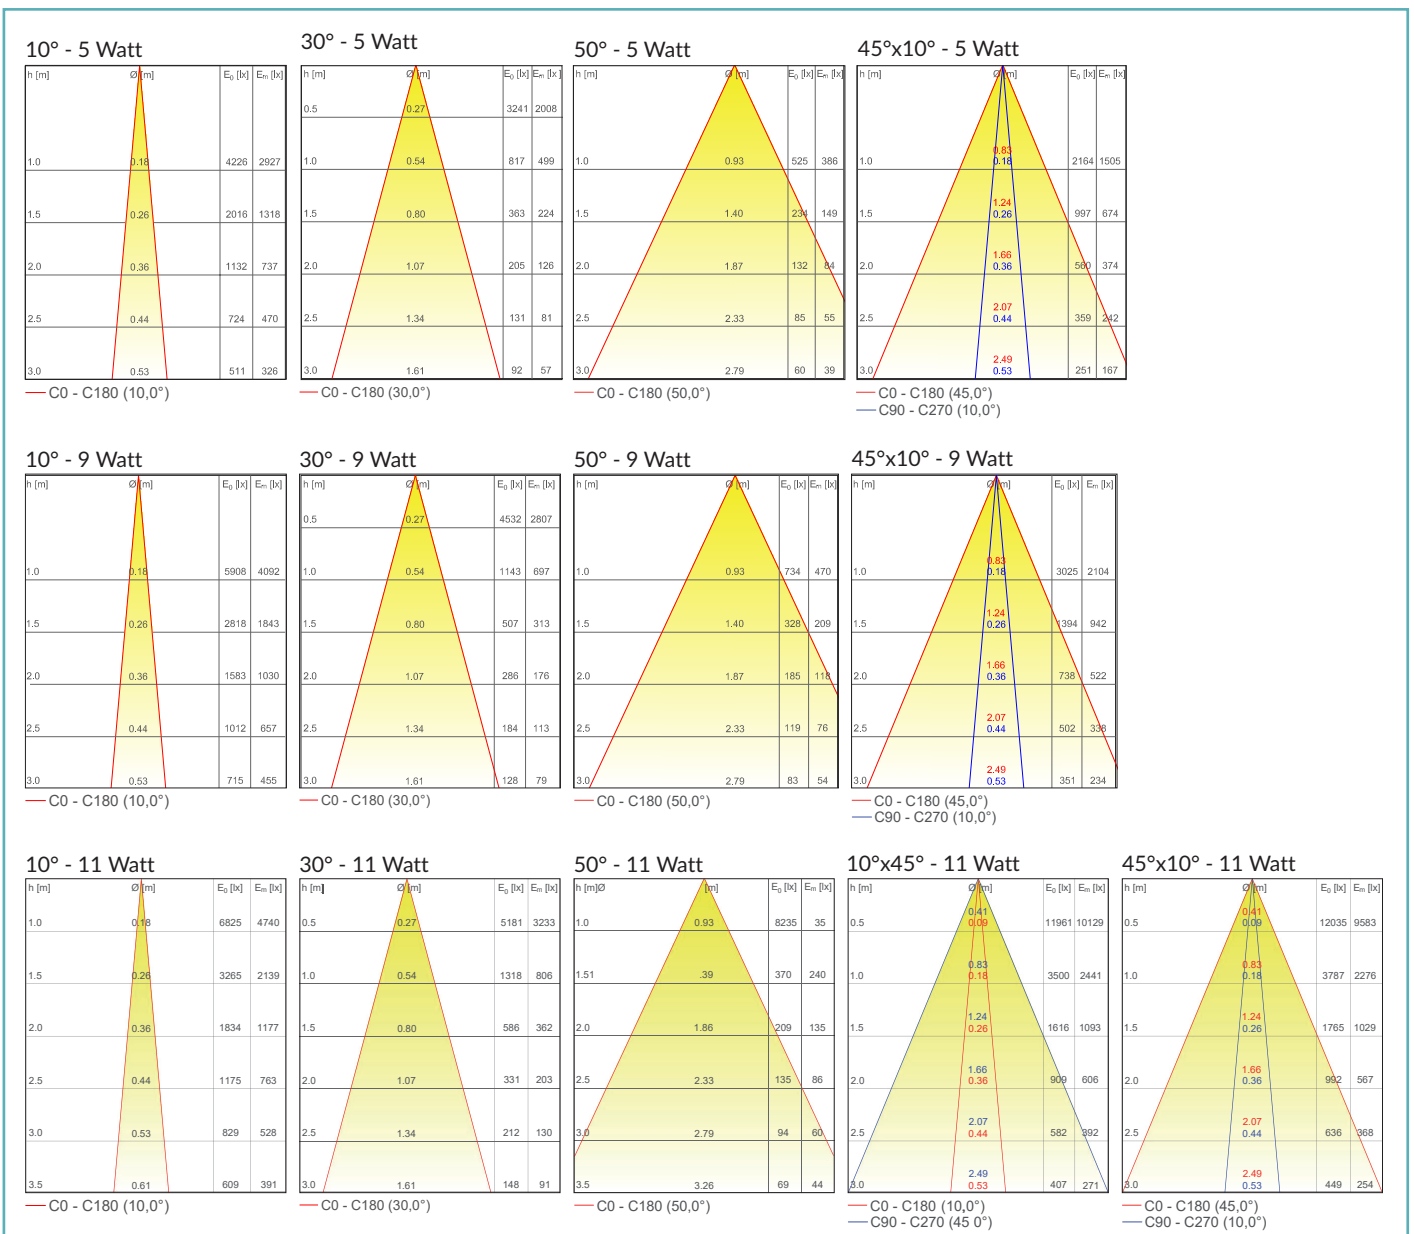 10° - 5 Watt
h [m] Ø [m] E0 [lx] Em [lx]
1.0 0.18 4226 2927
1.5 0.26 2016 1318
2.0 0.36 1132 737
2.5 0.44 724 470
3.0 0.53 511 326
C0 - C180 (10,0°)
30° - 5 Watt
h [m] Ø [m] E0 [lx] Em [lx]
0.5 0.27 3241 2008
1.0 0.54 817 499
1.5 0.80 363 224
2.0 1.07 205 126
2.5 1.34 131 81
3.0 1.61 92 57
C0 - C180 (30,0°)
50° - 5 Watt
h [m] Ø [m] E0 [lx] Em [lx]
1.0 0.93 525 386
1.5 1.40 234 149
2.0 1.87 132 84
2.5 2.33 85 55
3.0 2.79 60 39
C0 - C180 (50,0°)
45°x10° - 5 Watt
h [m] Ø [m] E0 [lx] Em [lx]
0.83
1.0 0.18 2164 1505
1.24
1.5 0.26 997 674
1.66
2.0 0.36 560 374
2.07
2.5 0.44 359 242
2.49
3.0 0.53 251 167
C0 - C180 (45,0°)
C90 - C270 (10,0°)
10° - 9 Watt
h [m] Ø [m] E0 [lx] Em [lx]
1.0 0.18 5908 4092
1.5 0.26 2818 1843
2.0 0.36 1583 1030
2.5 0.44 1012 657
3.0 0.53 715 455
C0 - C180 (10,0°)
30° - 9 Watt
h [m] Ø [m] E0 [lx] Em [lx]
0.5 0.27 4532 2807
1.0 0.54 1143 697
1.5 0.80 507 313
2.0 1.07 286 176
2.5 1.34 184 113
3.0 1.61 128 79
C0 - C180 (30,0°)
50° - 9 Watt
h [m] Ø [m] E0 [lx] Em [lx]
1.0 0.93 734 470
1.5 1.40 328 209
2.0 1.87 185 118
2.5 2.33 119 76
3.0 2.79 83 54
C0 - C180 (50,0°)
45°x10° - 9 Watt
h [m] Ø [m] E0 [lx] Em [lx]
0.83
1.0 0.18 3025 2104
1.24
1.5 0.26 1394 942
1.66
2.0 0.36 738 522
2.07
2.5 0.44 502 338
2.49
3.0 0.53 351 234
C0 - C180 (45,0°)
C90 - C270 (10,0°)
10° - 11 Watt
h [m] Ø [m] E0 [lx] Em [lx]
1.0 0.18 6825 4740
1.5 0.26 3265 2139
2.0 0.36 1834 1177
2.5 0.44 1175 763
3.0 0.53 829 528
3.5 0.61 609 391
C0 - C180 (10,0°)
30° - 11 Watt
h [m] Ø [m] E0 [lx] Em [lx]
0.5 0.27 5181 3233
1.0 0.54 1318 806
1.5 0.80 586 362
2.0 1.07 331 203
2.5 1.34 212 130
3.0 1.61 148 91
C0 - C180 (30,0°)
50° - 11 Watt
h [m]Ø [m] E0 [lx] Em [lx]
1.0 0.93 8235 35
1.51 .39 370 240
2.0 1.86 209 135
2.5 2.33 135 86
3.0 2.79 94 60
3.5 3.26 69 44
C0 - C180 (50,0°)
10°x45° - 11 Watt
h [m] Ø [m] E0 [lx] Em [lx]
0.41
0.5 0.09 11961 10129
0.83
1.0 0.18 3500 2441
1.24
1.5 0.26 1616 1093
1.66
2.0 0.36 909 606
2.07
2.5 0.44 582 392
2.49
3.0 0.53 407 271
C0 - C180 (10,0°)
C90 - C270 (45 0°)
45°x10° - 11 Watt
h [m] Ø [m] E0 [lx] Em [lx]
0.41
0.5 0.09 12035 9583
0.83
1.0 0.18 3787 2276
1.24
1.5 0.26 1765 1029
1.66
2.0 0.36 992 567
2.07
2.5 0.44 636 368
2.49
3.0 0.53 449 254
C0 - C180 (45,0°)
C90 - C270 (10,0°)